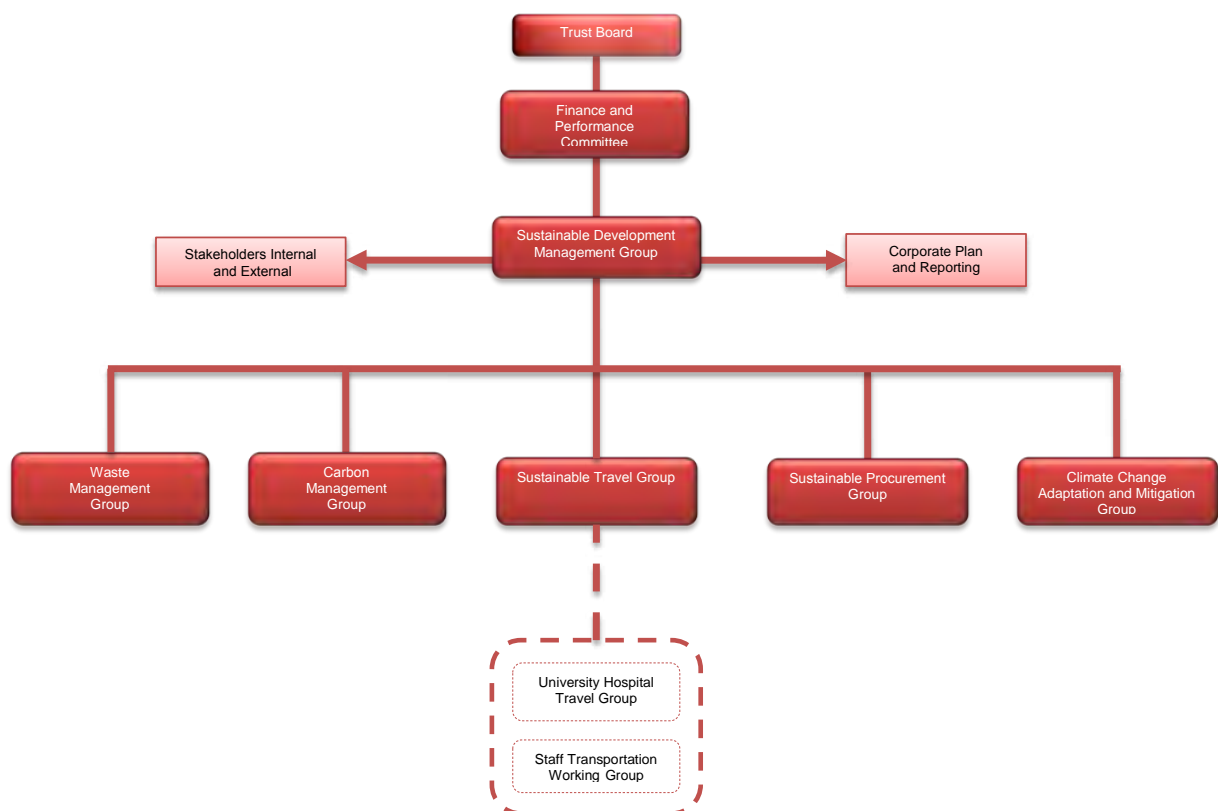 Trust Board
Finance and
Performance
Committee
Sustainable Development
Management Group
Stakeholders Internal
and External
Corporate Plan
and Reporting
Waste
Management
Group
Carbon
Management
Group
Sustainable Travel Group
Sustainable Procurement
Group
Climate Change
Adaptation and Mitigation
Group
University Hospital
Travel Group
Staff Transportation
Working Group